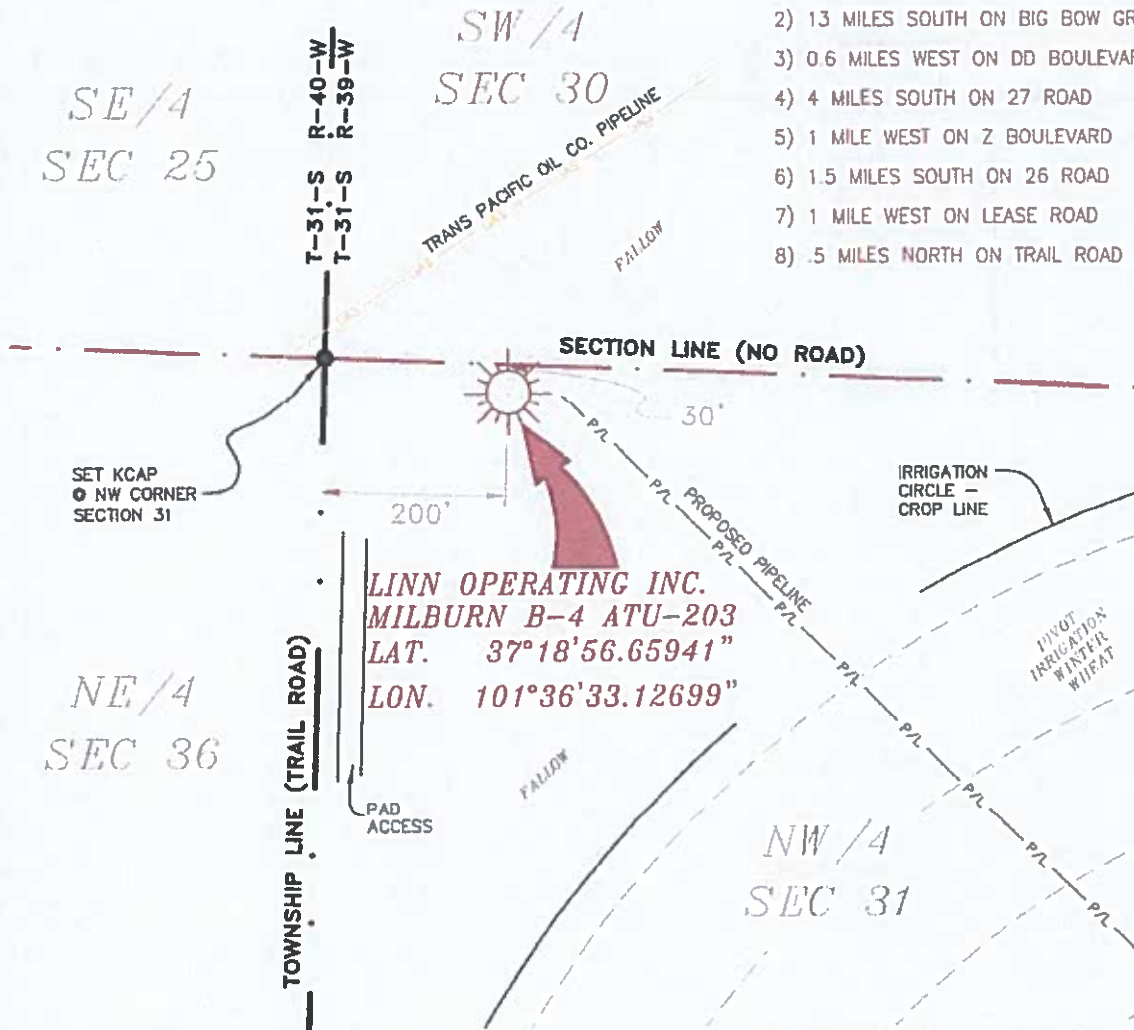 2) 13 MILES SOUTH ON BIG BOW GR
3) 0.6 MILES WEST ON DD BOULEVAR
4) 4 MILES SOUTH ON 27 ROAD
5) 1 MILE WEST ON Z BOULEVARD
6) 1.5 MILES SOUTH ON 26 ROAD
7) 1 MILE WEST ON LEASE ROAD
8) .5 MILES NORTH ON TRAIL ROAD
SW/4
SEC 30
SE/4
SEC 25
T-31-S R-40-W
T-31-S R-39-W
TRANS PACIFIC OIL CO. PIPELINE
FALLOW
SECTION LINE (NO ROAD)
30'
SET KCAP
@ NW CORNER
SECTION 31
200'
P/L
P/L
PROPOSED PIPELINE
P/L
P/L
P/L
P/L
P/L
P/L
P/L
P/L
IRRIGATION
CIRCLE -
CROP LINE
PIVOT
IRRIGATION
WINTER
WHEAT
LINN OPERATING INC.
MILBURN B-4 ATU-203
LAT. 37°18'56.65941"
LON. 101°36'33.12699"
NE/4
SEC 36
TOWNSHIP LINE (TRAIL ROAD)
PAD
ACCESS
FALLOW
NW/4
SEC 31